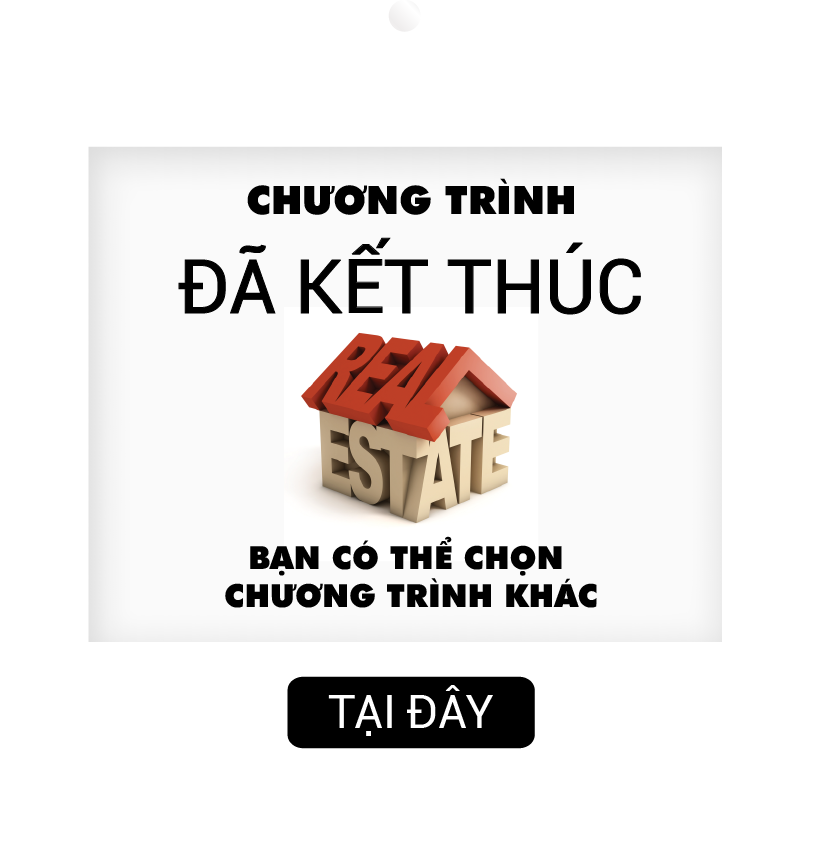 CHƯƠNG TRÌNH
ĐÃ KẾT THÚC
REAL
ESTATE
BẠN CÓ THỂ CHỌN
CHƯƠNG TRÌNH KHÁC
TẠI ĐÂY